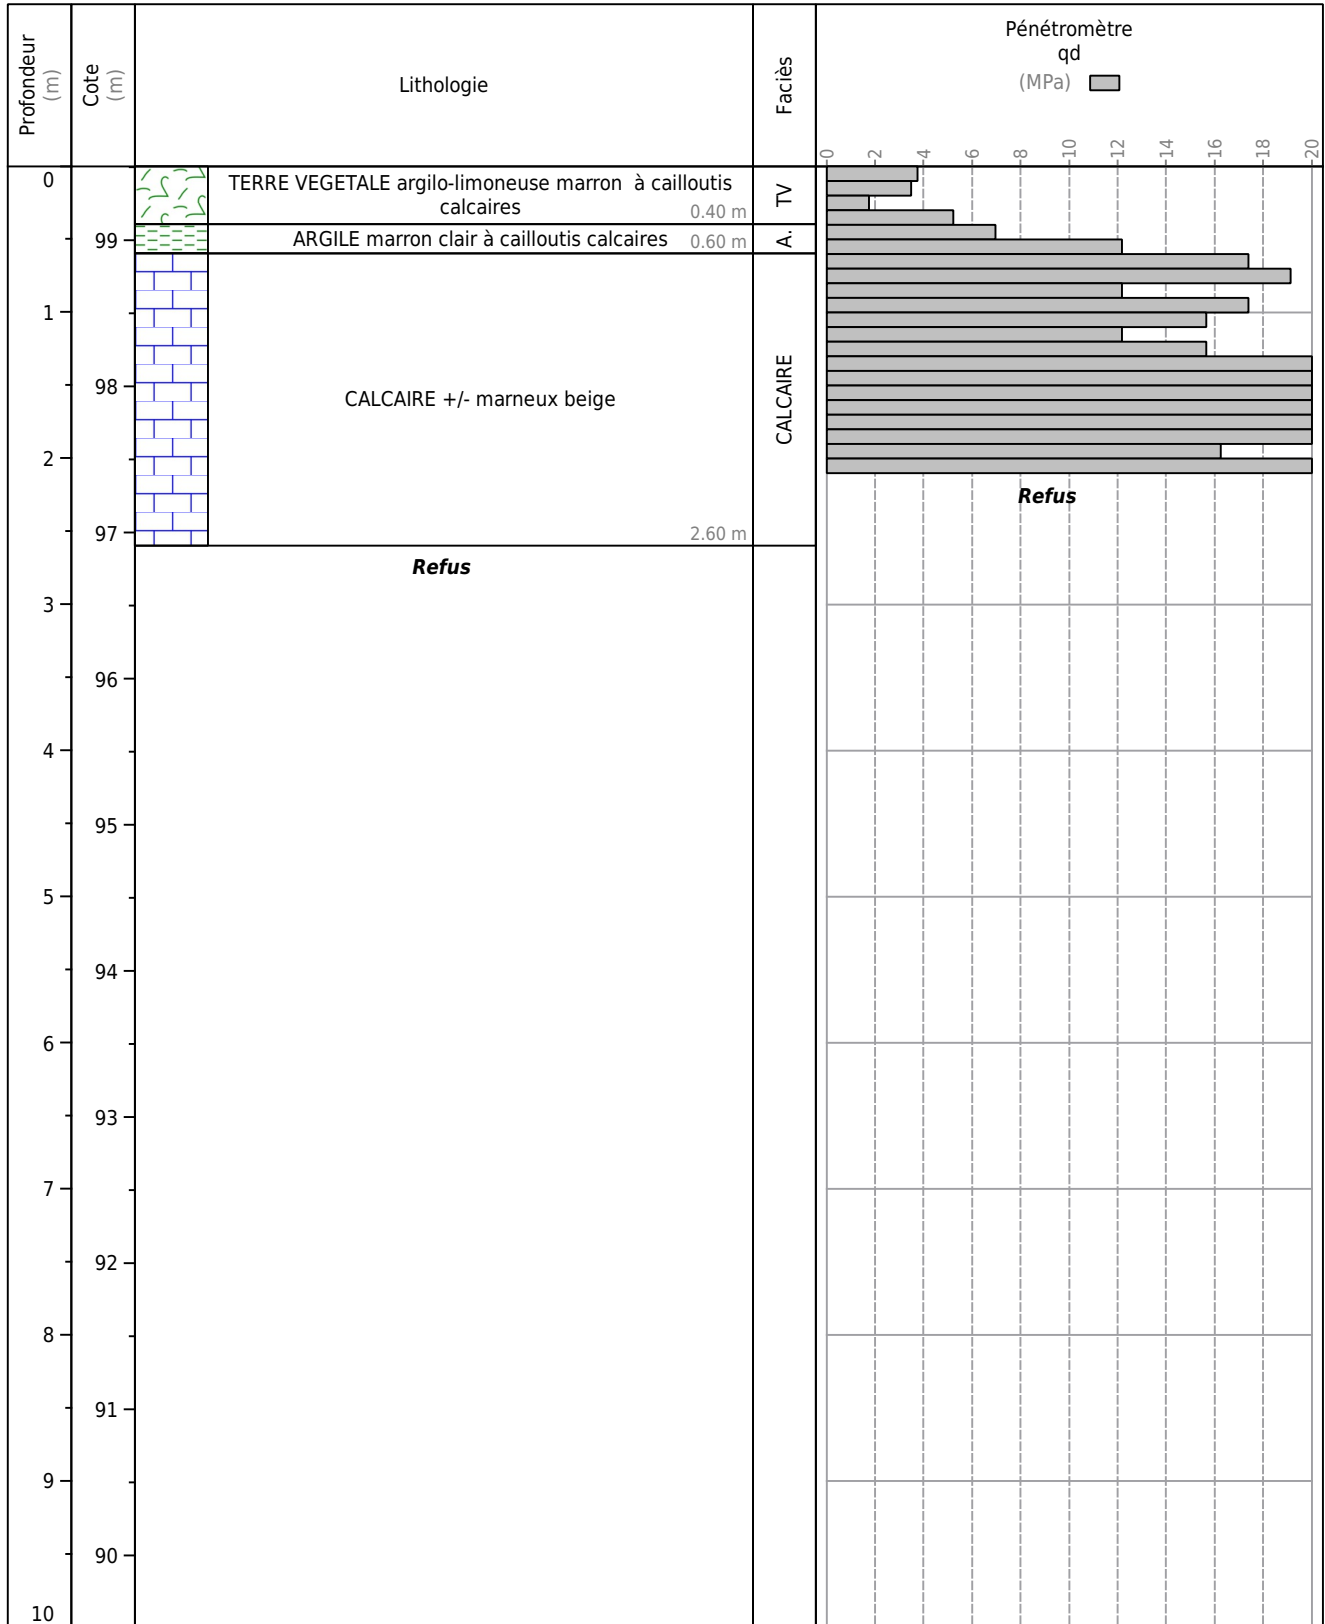 Profondeur
(m)
Cote
(m)
Lithologie
Faciès
Pénétromètre
qd
(MPa)
0
2
4
6
8
10
12
14
16
18
20
0
1
2
3
4
5
6
7
8
9
10
99
98
97
96
95
94
93
92
91
90
TERRE VEGETALE argilo-limoneuse marron à cailloutis
calcaires
0.40 m
TV
ARGILE marron clair à cailloutis calcaires
0.60 m
A.
CALCAIRE +/- marneux beige
2.60 m
CALCAIRE
Refus
Refus